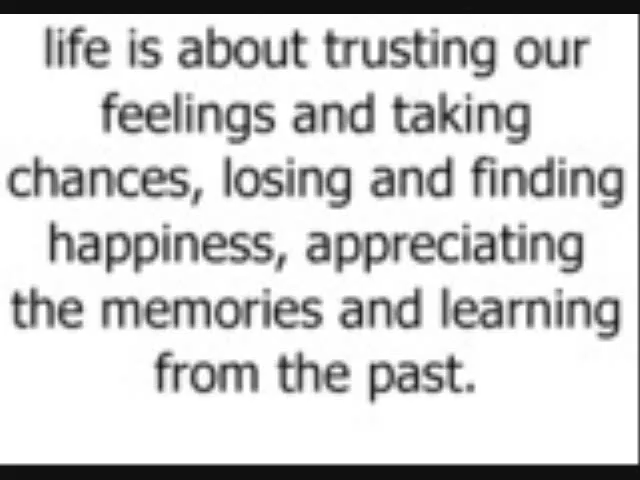 life is about trusting our
feelings and taking
chances, losing and finding
happiness, appreciating
the memories and learning
from the past.